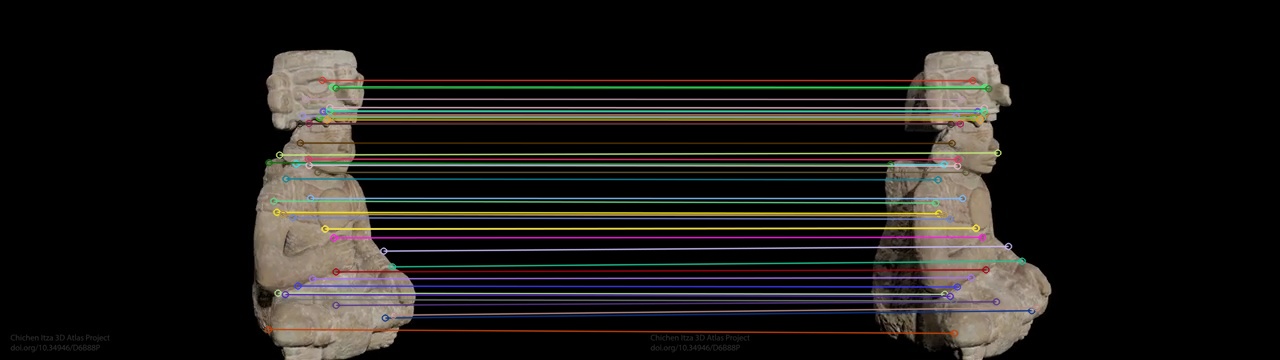 Chichen Itza 3D Atlas Project
doi.org/10.34946/D6B88P
Chichen Itza 3D Atlas Project
doi.org/10.34946/D6B88P